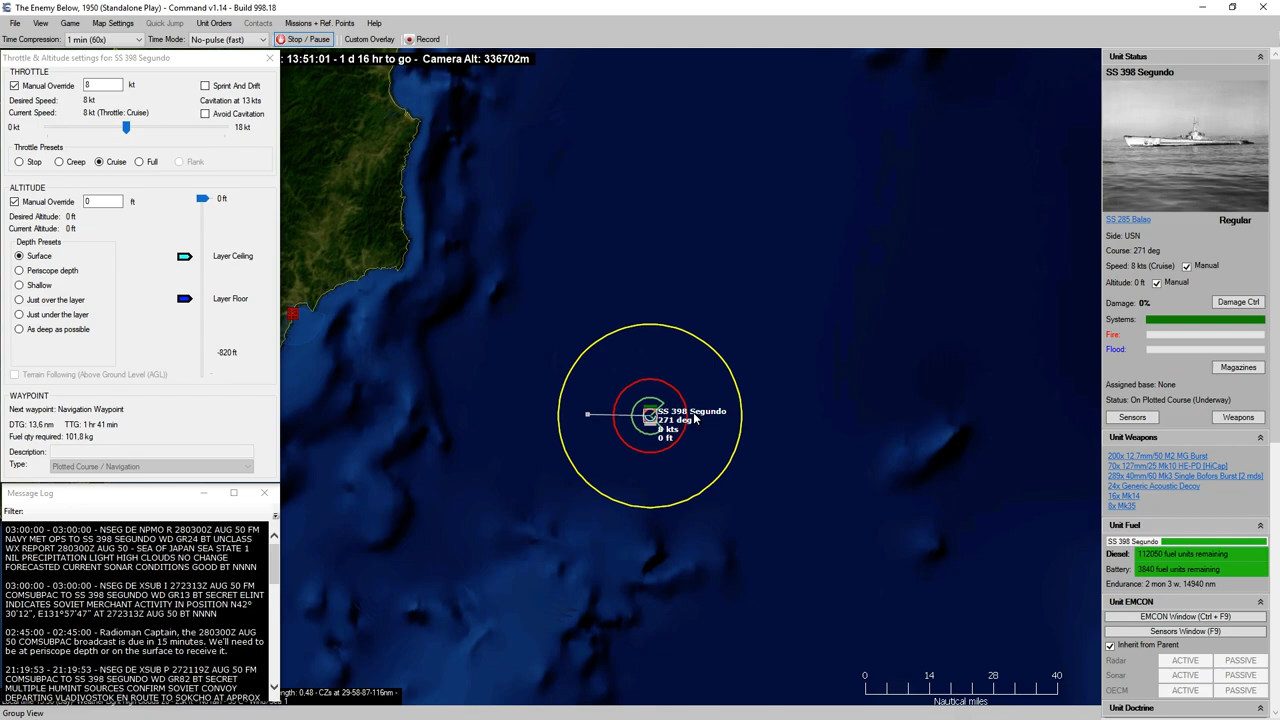 The Enemy Below, 1950 (Standalone Play) - Command v1.14 - Build 998.18
File View Game Map Settings Quick Jump Unit Orders Contacts Missions + Ref. Points Help
Time Compression: 1 min (60x) Time Mode: No-pulse (fast) Stop / Pause Custom Overlay Record
Throttle & Altitude settings for: SS 398 Segundo
THROTTLE
Manual Override 8 kt Sprint And Drift
Desired Speed: 8 kt Cavitation at 13 kts
Current Speed: 8 kt (Throttle: Cruise) Avoid Cavitation
0 kt 18 kt
Throttle Presets
Stop Creep Cruise Full Flank
ALTITUDE
Manual Override 0 ft 0 ft
Desired Altitude: 0 ft
Current Altitude: 0 ft
Depth Presets
Surface Layer Ceiling
Periscope depth
Shallow
Just over the layer Layer Floor
Just under the layer
As deep as possible
-820 ft
Terrain Following (Above Ground Level (AGL))
WAYPOINT
Next waypoint: Navigation Waypoint
DTG: 13,6 nm TTG: 1 hr 41 min
Fuel qty required: 101,8 kg
Description:
Type: Plotted Course / Navigation
Message Log
Filter:
03:00:00 - 03:00:00 - NSEG DE NPMO R 280300Z AUG 50 FM
NAVY MET OPS TO SS 398 SEGUNDO WD GR24 BT UNCLASS
WX REPORT 280300Z AUG 50 - SEA OF JAPAN SEA STATE 1
NIL PRECIPITATION LIGHT HIGH CLOUDS NO CHANGE
FORECASTED CURRENT SONAR CONDITIONS GOOD BT NNNN
03:00:00 - 03:00:00 - NSEG DE XSUB I 272313Z AUG 50 FM
COMSUBPAC TO SS 398 SEGUNDO WD GR13 BT SECRET ELINT
INDICATES SOVIET MERCHANT ACTIVITY IN POSITION N42°
30'12", E131°57'47" AT 272313Z AUG 50 BT NNNN
02:45:00 - 02:45:00 - Radioman Captain, the 280300Z AUG
50 COMSUBPAC broadcast is due in 15 minutes. We'll need to
be at periscope depth or on the surface to receive it.
21:19:53 - 21:19:53 - NSEG DE XSUB P 272119Z AUG 50 FM
COMSUBPAC TO SS 398 SEGUNDO WD GR82 BT SECRET
MULTIPLE HUMINT SOURCES CONFIRM SOVIET CONVOY
DEPARTING VLADIVOSTOK EN ROUTE TO SOKCHO AT APPROX
Group View
: 13:51:01 - 1 d 16 hr to go - Camera Alt: 336702m
SS 398 Segundo
271 deg
8 kts
0 ft
ength: 0,48 - CZs at 29-58-87-116nm -
0 14 28 40
Nautical miles
Unit Status
SS 398 Segundo
SS 285 Balao Regular
Side: USN
Course: 271 deg
Speed: 8 kts (Cruise) Manual
Altitude: 0 ft Manual
Damage: 0% Damage Ctrl
Systems:
Fire:
Flood:
Magazines
Assigned base: None
Status: On Plotted Course (Underway)
Sensors Weapons
Unit Weapons
200x 12.7mm/50 M2 MG Burst
70x 127mm/25 Mk10 HE-PD [HiCap]
289x 40mm/60 Mk3 Single Bofors Burst [2 rnds]
24x Generic Acoustic Decoy
16x Mk14
8x Mk35
Unit Fuel
SS 398 Segundo
Diesel: 112050 fuel units remaining
Battery: 3840 fuel units remaining
Endurance: 2 mon 3 w, 14940 nm
Unit EMCON
EMCON Window (Ctrl + F9)
Sensors Window (F9)
Inherit from Parent
Radar ACTIVE PASSIVE
Sonar ACTIVE PASSIVE
OECM ACTIVE PASSIVE
Unit Doctrine